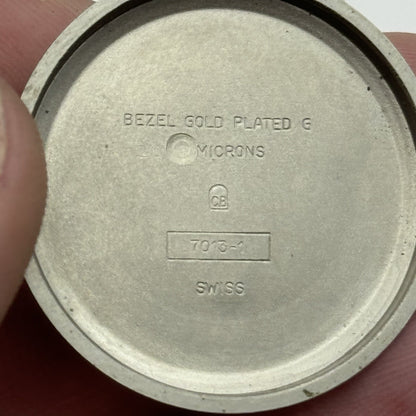 BEZEL GOLD PLATED G
MICRONS
CB
7013-1
SWISS